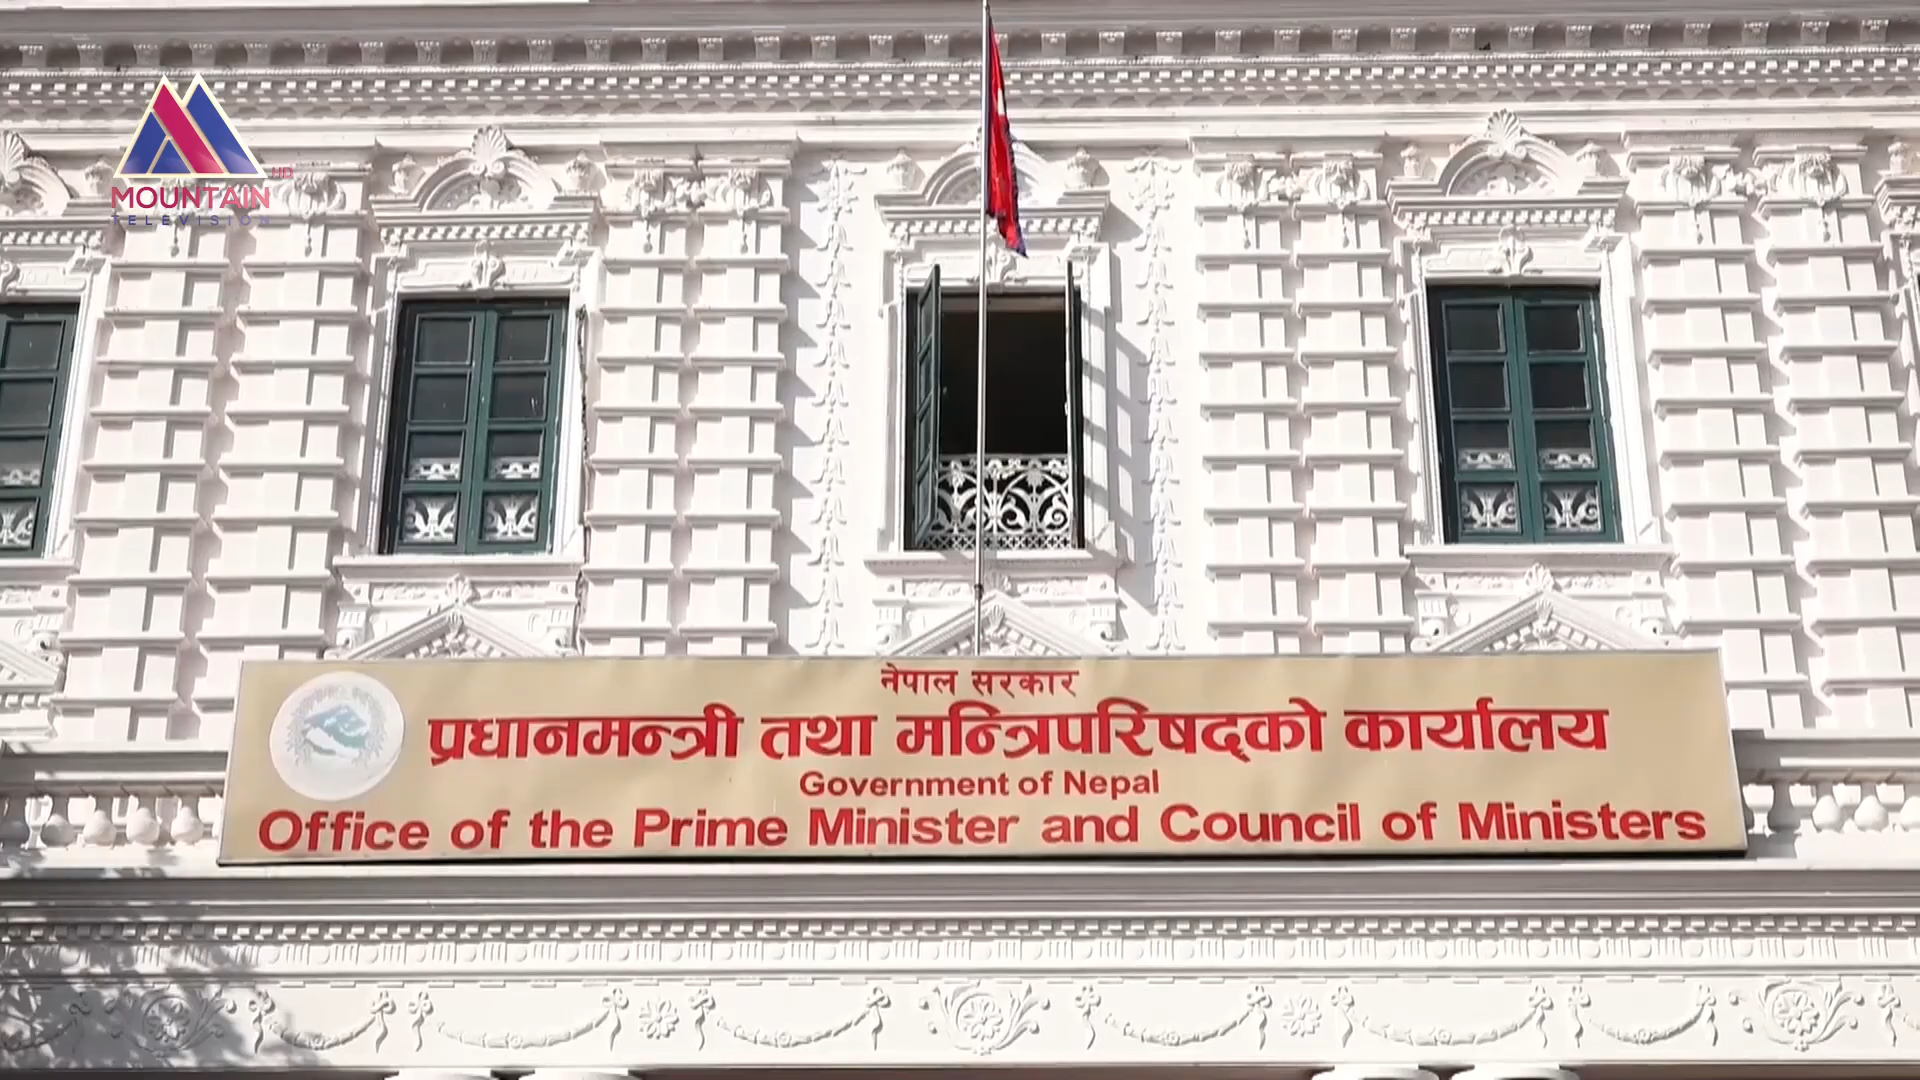 MOUNTAIN HD
TELEVISION
नेपाल सरकार
प्रधानमन्त्री तथा मन्त्रिपरिषद्को कार्यालय
Government of Nepal
Office of the Prime Minister and Council of Ministers